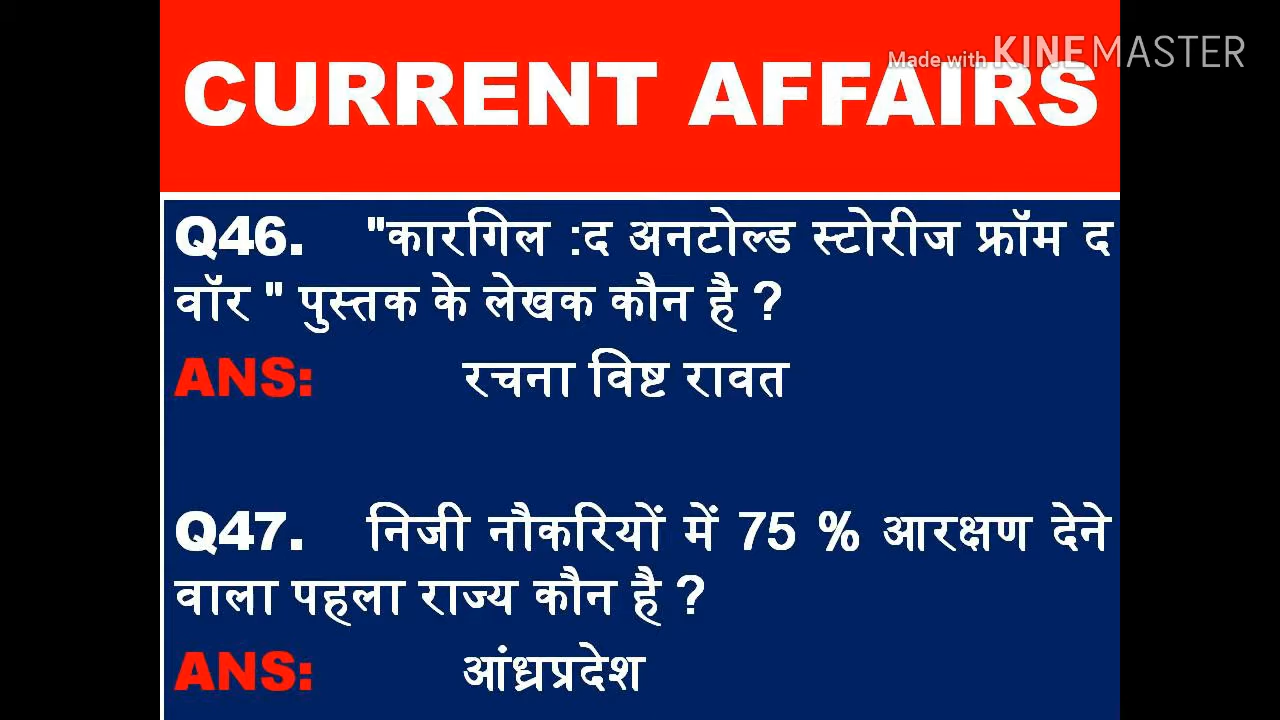 Made with KINEMASTER
CURRENT AFFAIRS
Q46. "कारगिल :द अनटोल्ड स्टोरीज फ्रॉम द
वॉर " पुस्तक के लेखक कौन है ?
ANS: रचना विष्ट रावत
Q47. निजी नौकरियों में 75 % आरक्षण देने
वाला पहला राज्य कौन है ?
ANS: आंध्रप्रदेश